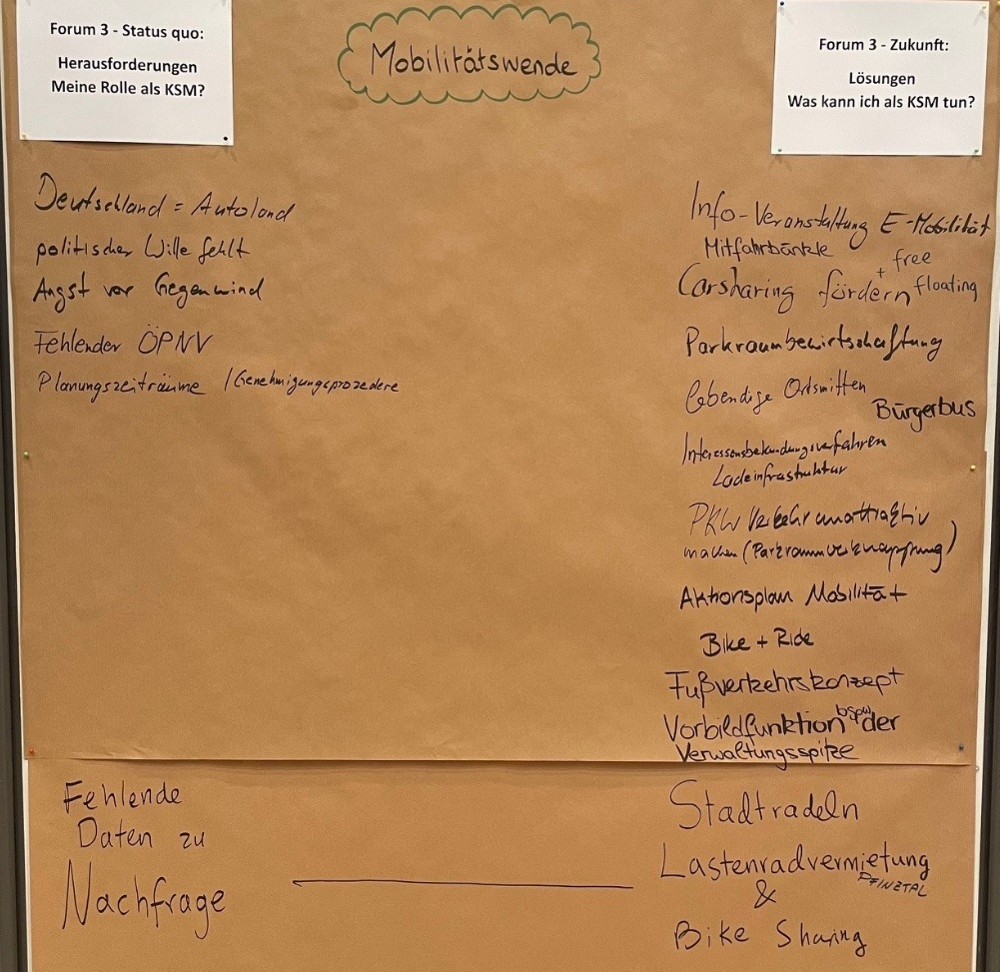 Forum 3 - Status quo:
Herausforderungen
Meine Rolle als KSM?
Mobilitätswende
Forum 3 - Zukunft:
Lösungen
Was kann ich als KSM tun?
Deutschland = Autoland
politischer Wille fehlt
Angst vor Gegenwind
Fehlender ÖPNV
Planungszeiträume / Genehmigungsprozedere
Info-Veranstaltung E-Mobilität
Mitfahrbänkle
Carsharing fördern + free floating
Parkraumbewirtschaftung
lebendige Ortsmitten
Bürgerbus
Interessensbekundungsverfahren
Ladeinfrastruktur
PKW Verkehr unattraktiv
machen (Parkraumverknappung)
Aktionsplan Mobilität
Bike + Ride
Fußverkehrskonzept
Vorbildfunktion bspw. der
Verwaltungsspitze
Fehlende
Daten zu
Nachfrage
Stadtradeln
Lastenradvermietung
PFINZTAL
&
Bike Sharing